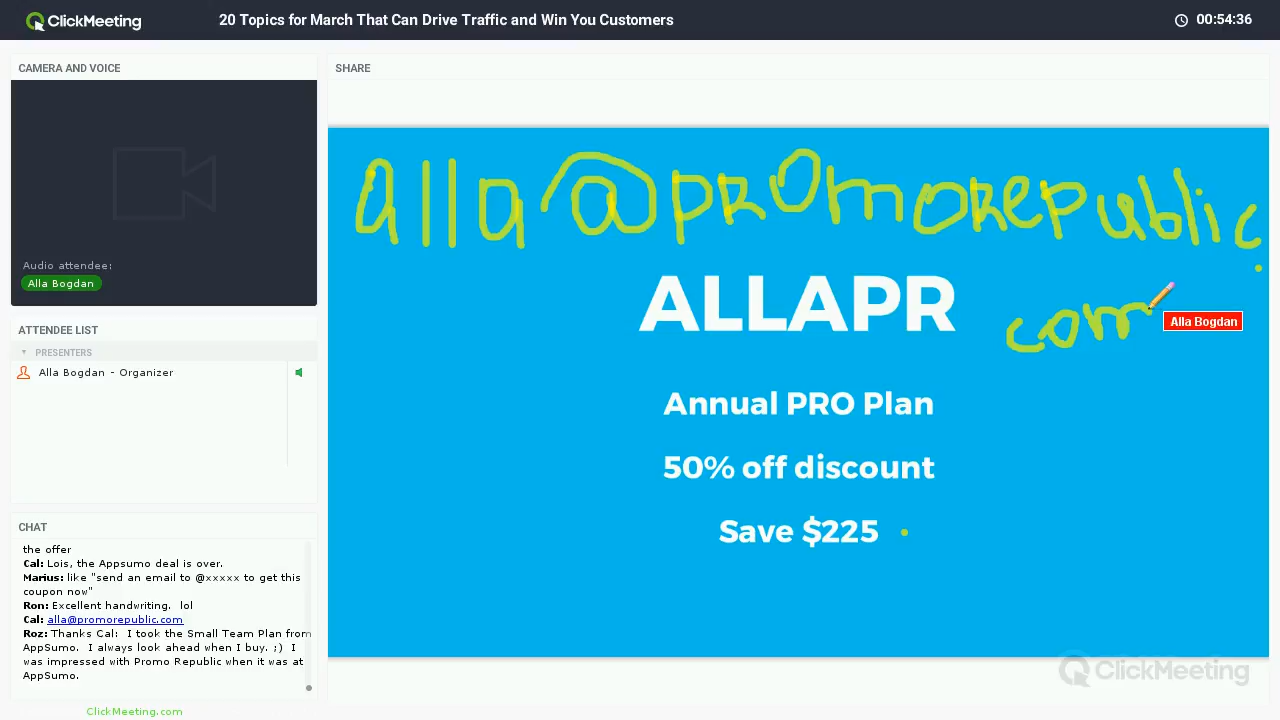 ClickMeeting
20 Topics for March That Can Drive Traffic and Win You Customers
00:54:36
CAMERA AND VOICE
Audio attendee:
Alla Bogdan
ATTENDEE LIST
PRESENTERS
Alla Bogdan - Organizer
CHAT
the offer
Cal: Lois, the Appsumo deal is over.
Marius: like "send an email to @xxxxx to get this
coupon now"
Ron: Excellent handwriting.  lol
Cal: alla@promorepublic.com
Roz: Thanks Cal:  I took the Small Team Plan from
AppSumo.  I always look ahead when I buy. ;)  I
was impressed with Promo Republic when it was at
AppSumo.
ClickMeeting.com
SHARE
alla@promorepublic.
com
Alla Bogdan
ALLAPR
Annual PRO Plan
50% off discount
Save $225
ClickMeeting